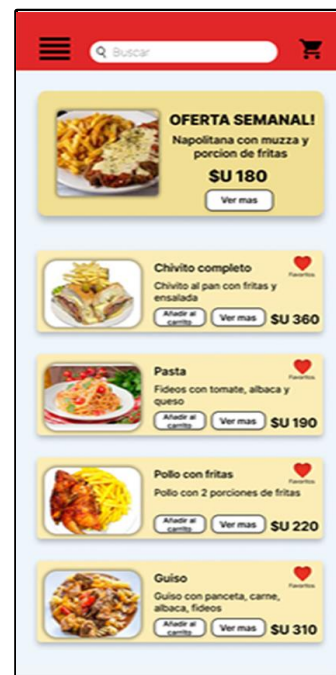 Buscar
OFERTA SEMANAL!
Napolitana con muzza y
porcion de fritas
$U 180
Ver mas
Chivito completo
Favoritos
Chivito al pan con fritas y
ensalada
Añadir al
carrito
Ver mas
$U 360
Pasta
Favoritos
Fideos con tomate, albaca y
queso
Añadir al
carrito
Ver mas
$U 190
Pollo con fritas
Favoritos
Pollo con 2 porciones de fritas
Añadir al
carrito
Ver mas
$U 220
Guiso
Favoritos
Guiso con panceta, carne,
albaca, fideos
Añadir al
carrito
Ver mas
$U 310